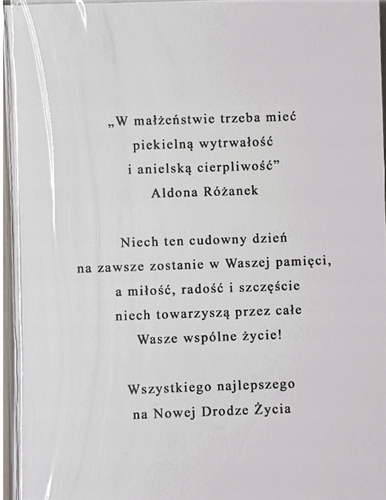 „W małżeństwie trzeba mieć
piekielną wytrwałość
i anielską cierpliwość”
Aldona Różanek
Niech ten cudowny dzień
na zawsze zostanie w Waszej pamięci,
a miłość, radość i szczęście
niech towarzyszą przez całe
Wasze wspólne życie!
Wszystkiego najlepszego
na Nowej Drodze Życia